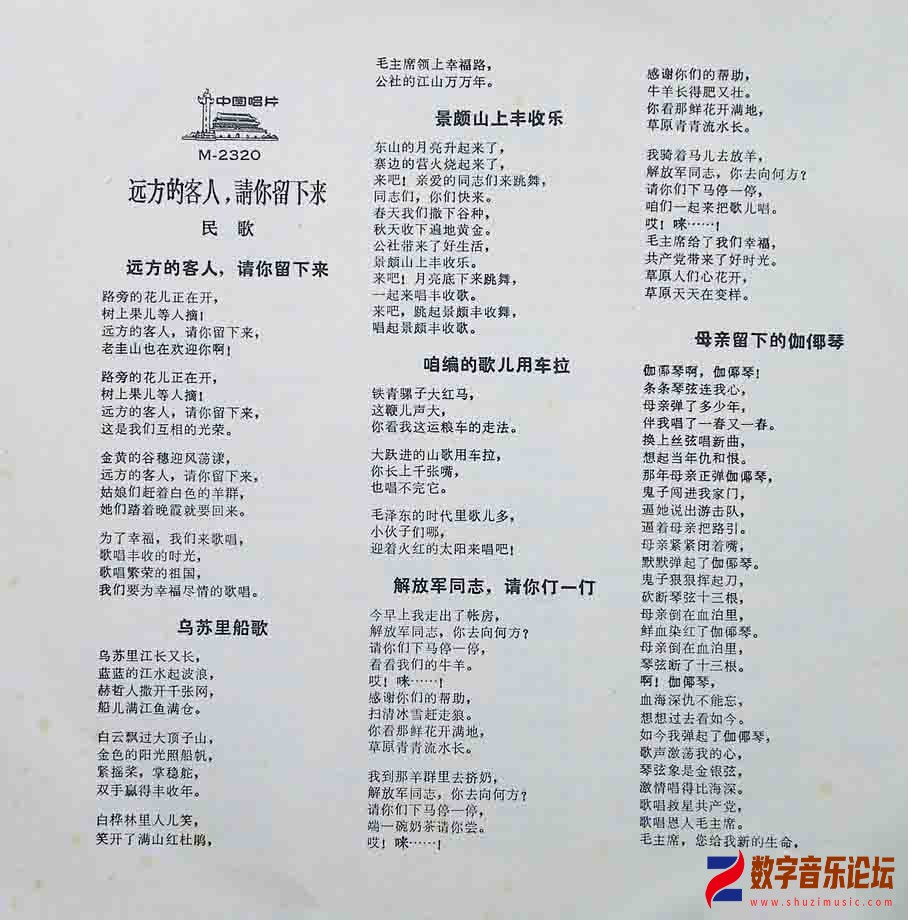 中国唱片
M-2320
远方的客人，請你留下来
民 歌
远方的客人，请你留下来
路旁的花儿正在开，
树上果儿等人摘！
远方的客人，请你留下来，
老圭山也在欢迎你啊！
路旁的花儿正在开，
树上果儿等人摘！
远方的客人，请你留下来，
这是我们互相的光荣。
金黄的谷穗迎风荡漾，
远方的客人，请你留下来，
姑娘们赶着白色的羊群，
她们踏着晚霞就要回来。
为了幸福，我们来歌唱，
歌唱丰收的时光，
歌唱繁荣的祖国，
我们要为幸福尽情的歌唱。
乌苏里船歌
乌苏里江长又长，
蓝蓝的江水起波浪，
赫哲人撒开千张网，
船儿满江鱼满仓。
白云飘过大顶子山，
金色的阳光照船帆，
紧摇桨，掌稳舵，
双手赢得丰收年。
白桦林里人儿笑，
笑开了满山红杜鹃，
毛主席领上幸福路，
公社的江山万万年。
景颇山上丰收乐
东山的月亮升起来了，
寨边的营火烧起来了，
来吧！亲爱的同志们来跳舞，
同志们，你们快来。
春天我们撒下谷种，
秋天收下遍地黄金。
公社带来了好生活，
景颇山上丰收乐。
来吧！月亮底下来跳舞，
一起来唱丰收歌。
来吧，跳起景颇丰收舞，
唱起景颇丰收歌。
咱编的歌儿用车拉
铁青骡子大红马，
这鞭儿声大，
你看我这运粮车的走法。
大跃进的山歌用车拉，
你长上千张嘴，
也唱不完它。
毛泽东的时代里歌儿多，
小伙子们哪，
迎着火红的太阳来唱吧！
解放军同志，请你仃一仃
今早上我走出了帐房，
解放军同志，你去向何方？
请你们下马停一停，
看看我们的牛羊。
哎！咪……！
感谢你们的帮助，
扫清冰雪赶走狼。
你看那鲜花开满地，
草原青青流水长。
我到那羊群里去挤奶，
解放军同志，你去向何方？
请你们下马停一停，
端一碗奶茶请你尝。
哎！咪……！
感谢你们的帮助，
牛羊长得肥又壮。
你看那鲜花开满地，
草原青青流水长。
我骑着马儿去放羊，
解放军同志，你去向何方？
请你们下马停一停，
咱们一起来把歌儿唱。
哎！咪……！
毛主席给了我们幸福，
共产党带来了好时光。
草原人们心花开，
草原天天在变样。
母亲留下的伽倻琴
伽倻琴啊，伽倻琴！
条条琴弦连我心，
母亲弹了多少年，
伴我唱了一春又一春。
换上丝弦唱新曲，
想起当年仇和恨。
那年母亲正弹伽倻琴，
鬼子闯进我家门，
逼她说出游击队，
逼着母亲把路引。
母亲紧紧闭着嘴，
默默弹起了伽倻琴。
鬼子狠狠挥起刀，
砍断琴弦十三根，
母亲倒在血泊里，
鲜血染红了伽倻琴。
母亲倒在血泊里，
琴弦断了十三根。
啊！伽倻琴，
血海深仇不能忘，
想想过去看如今。
如今我弹起了伽倻琴，
歌声激荡我的心，
琴弦象是金银弦，
激情唱得比海深。
歌唱救星共产党，
歌唱恩人毛主席。
毛主席，您给我新的生命，
数字音乐论坛
www.shuzimusic.com